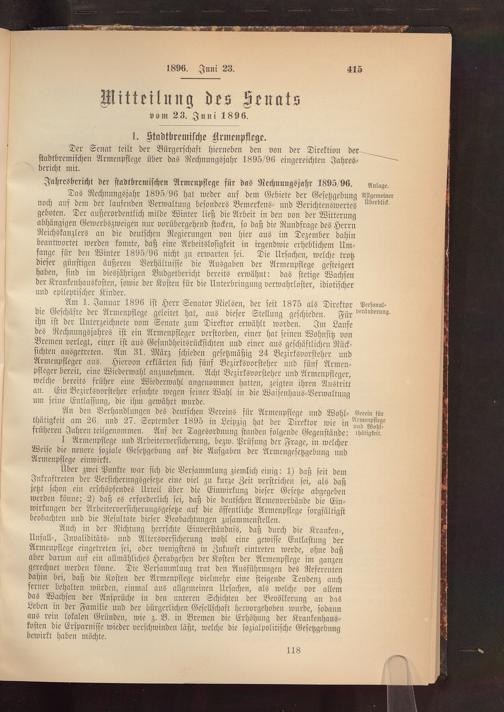 1896. Juni 23.
415
Mitteilung des Senats
vom 23. Juni 1896.
1. Stadtbremische Armenpflege.
Der Senat teilt der Bürgerschaft hierneben den von der Direktion der
stadtbremischen Armenpflege über das Rechnungsjahr 1895/96 eingereichten Jahres-
bericht mit.
Anlage.
Jahresbericht der stadtbremischen Armenpflege für das Rechnungsjahr 1895/96.
Allgemeiner
Überblick.
Das Rechnungsjahr 1895/96 hat weder auf dem Gebiete der Gesetzgebung
noch auf dem der laufenden Verwaltung besonders Bemerkens- und Berichtenswertes
geboten. Der außerordentlich milde Winter ließ die Arbeit in den von der Witterung
abhängigen Gewerbszweigen nur vorübergehend stocken, so daß die Rundfrage des Herrn
Reichskanzlers an die deutschen Regierungen von hier aus im Dezember dahin
beantwortet werden konnte, daß eine Arbeitslosigkeit in irgendwie erheblichem Um-
fange für den Winter 1895/96 nicht zu erwarten sei. Die Ursachen, welche trotz
dieser günstigen äußeren Verhältnisse die Ausgaben der Armenpflege gesteigert
haben, sind im diesjährigen Budgetbericht bereits erwähnt: das stetige Wachsen
der Krankenhauskosten, sowie der Kosten für die Unterbringung verwahrloster, idiotischer
und epileptischer Kinder.
Personal-
veränderung.
Am 1. Januar 1896 ist Herr Senator Nielsen, der seit 1875 als Direktor
die Geschäfte der Armenpflege geleitet hat, aus dieser Stellung geschieden. Für
ihn ist der Unterzeichnete vom Senate zum Direktor erwählt worden. Im Laufe
des Rechnungsjahrs ist ein Armenpfleger verstorben, einer hat seinen Wohnsitz von
Bremen verlegt, einer ist aus Gesundheitsrücksichten und einer aus geschäftlichen Rück-
sichten ausgetreten. Am 31. März schieden gesetzmäßig 24 Bezirksvorsteher und
Armenpfleger aus. Hiervon erklärten sich fünf Bezirksvorsteher und fünf Armen-
pfleger bereit, eine Wiederwahl anzunehmen. Acht Bezirksvorsteher und Armenpfleger,
welche bereits früher eine Wiederwahl angenommen hatten, zeigten ihren Austritt
an. Ein Bezirksvorsteher ersuchte wegen seiner Wahl in die Waisenhaus-Verwaltung
um seine Entlassung, die ihm gewährt wurde.
Verein für
Armenpflege
und Wohl-
thätigkeit.
An den Verhandlungen des deutschen Vereins für Armenpflege und Wohl-
thätigkeit am 26. und 27. September 1895 in Leipzig hat der Direktor wie in
früheren Jahren teilgenommen. Auf der Tagesordnung standen folgende Gegenstände:
I Armenpflege und Arbeiterversicherung, bezw. Prüfung der Frage, in welcher
Weise die neuere soziale Gesetzgebung auf die Aufgaben der Armengesetzgebung und
Armenpflege einwirkt.
Über zwei Punkte war sich die Versammlung ziemlich einig: 1) daß seit dem
Inkrafttreten der Versicherungsgesetze eine viel zu kurze Zeit verstrichen sei, als daß
jetzt schon ein erschöpfendes Urteil über die Einwirkung dieser Gesetze abgegeben
werden könne; 2) daß es erforderlich sei, daß die deutschen Armenverbände die Ein-
wirkungen der Arbeiterversicherungsgesetze auf die öffentliche Armenpflege sorgfältigst
beobachten und die Resultate dieser Beobachtungen zusammenstellen.
Auch in der Richtung herrschte Einverständnis, daß durch die Kranken-,
Unfall-, Invaliditäts- und Altersversicherung wohl eine gewisse Entlastung der
Armenpflege eingetreten sei, oder wenigstens in Zukunft eintreten werde, ohne daß
aber darum auf ein allmähliches Herabgehen der Kosten der Armenpflege im ganzen
gerechnet werden könne. Die Versammlung trat den Ausführungen des Referenten
dahin bei, daß die Kosten der Armenpflege vielmehr eine steigende Tendenz auch
ferner behalten würden, einmal aus allgemeinen Ursachen, als welche vor allem
das Wachsen der Ansprüche in den unteren Schichten der Bevölkerung an das
Leben in der Familie und der bürgerlichen Gesellschaft hervorgehoben wurde, sodann
aus rein lokalen Gründen, wie z. B. in Bremen die Erhöhung der Krankenhaus-
kosten die Ersparnisse wieder verschwinden läßt, welche die sozialpolitische Gesetzgebung
bewirkt haben möchte.
118